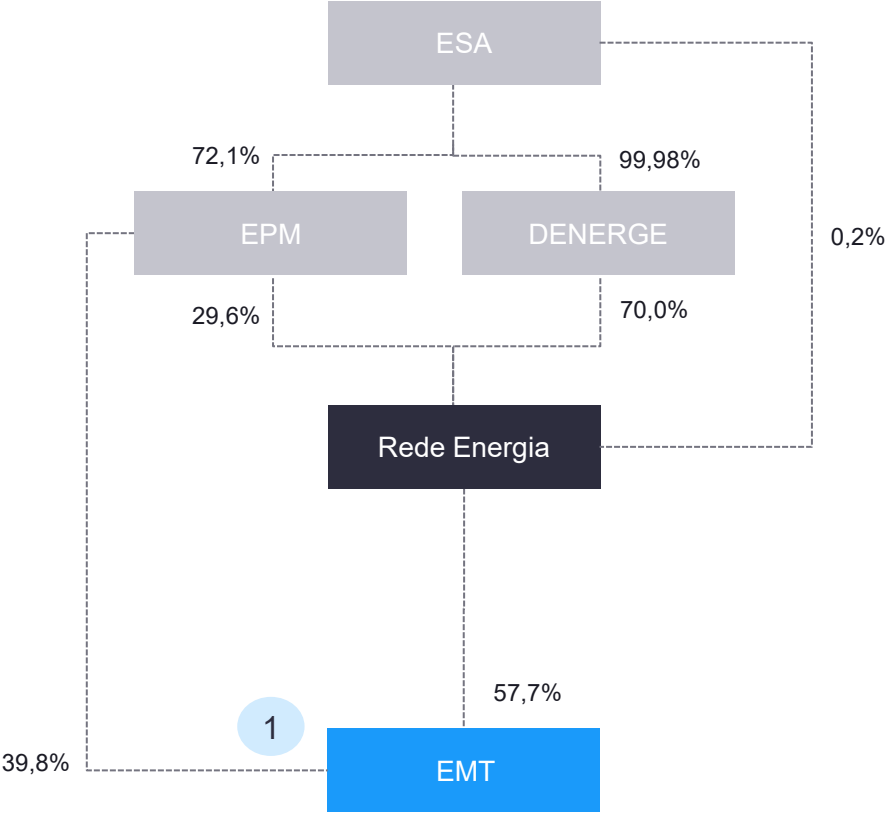 ESA
72,1%
99,98%
EPM
DENERGE
0,2%
29,6%
70,0%
Rede Energia
57,7%
1
39,8%
EMT